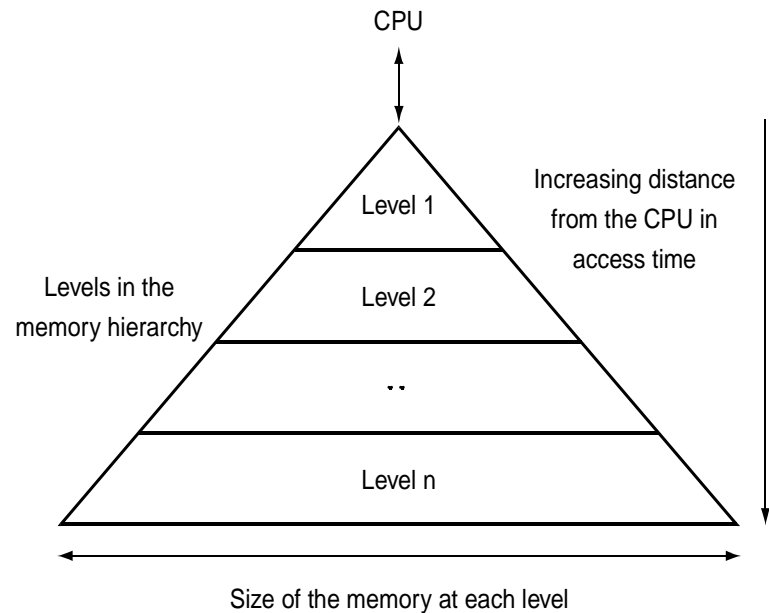 CPU
Level 1
Increasing distance
from the CPU in
access time
Levels in the
memory hierarchy
Level 2
..
Level n
Size of the memory at each level